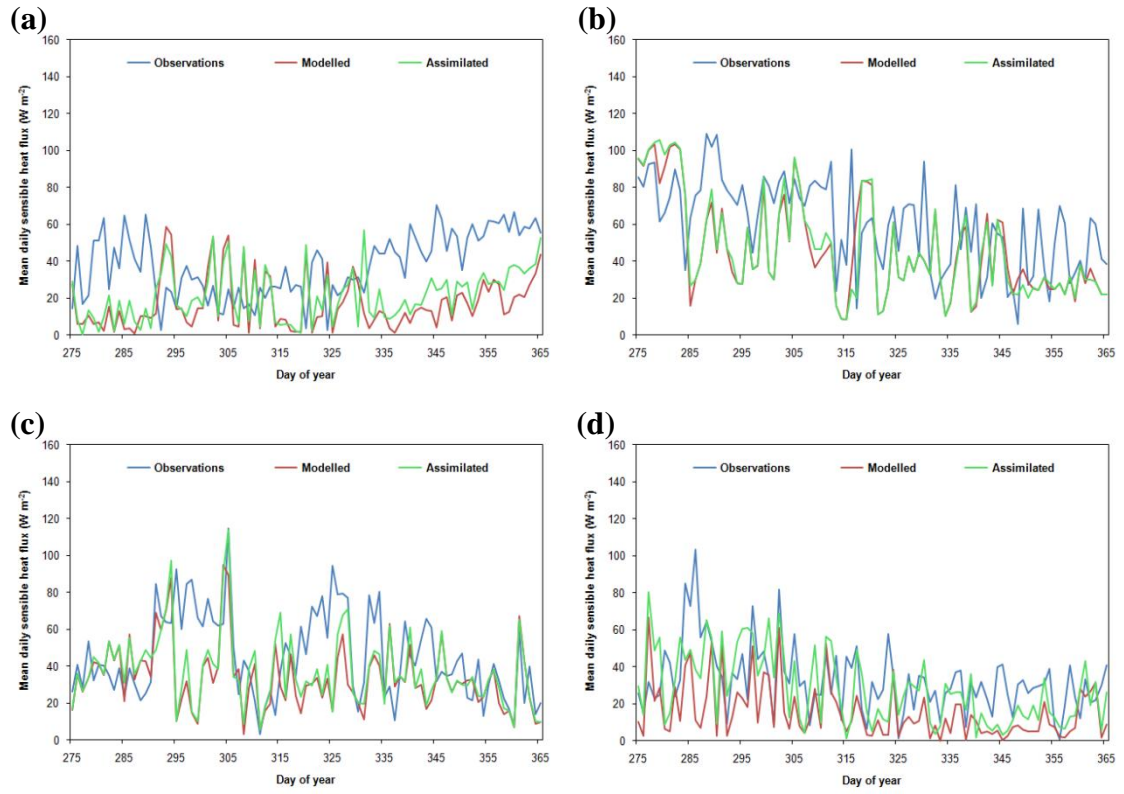 (a)
160
140
120
100
80
60
40
20
0
Mean daily sensible heat flux (W m-2)
Observations Modelled Assimilated
275 285 295 305 315 325 335 345 355 365
Day of year
(b)
160
140
120
100
80
60
40
20
0
Mean daily sensible heat flux (W m-2)
Observations Modelled Assimilated
275 285 295 305 315 325 335 345 355 365
Day of year
(c)
160
140
120
100
80
60
40
20
0
Mean daily sensible heat flux (W m-2)
Observations Modelled Assimilated
275 285 295 305 315 325 335 345 355 365
Day of year
(d)
160
140
120
100
80
60
40
20
0
Mean daily sensible heat flux (W m-2)
Observations Modelled Assimilated
275 285 295 305 315 325 335 345 355 365
Day of year